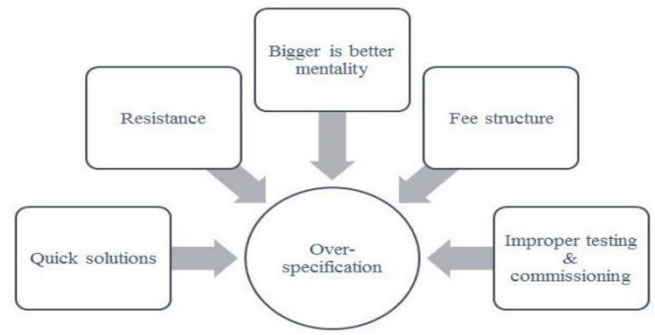 Bigger is better
mentality
Resistance
Fee structure
Quick solutions
Over-
specification
Improper testing
&
commissioning